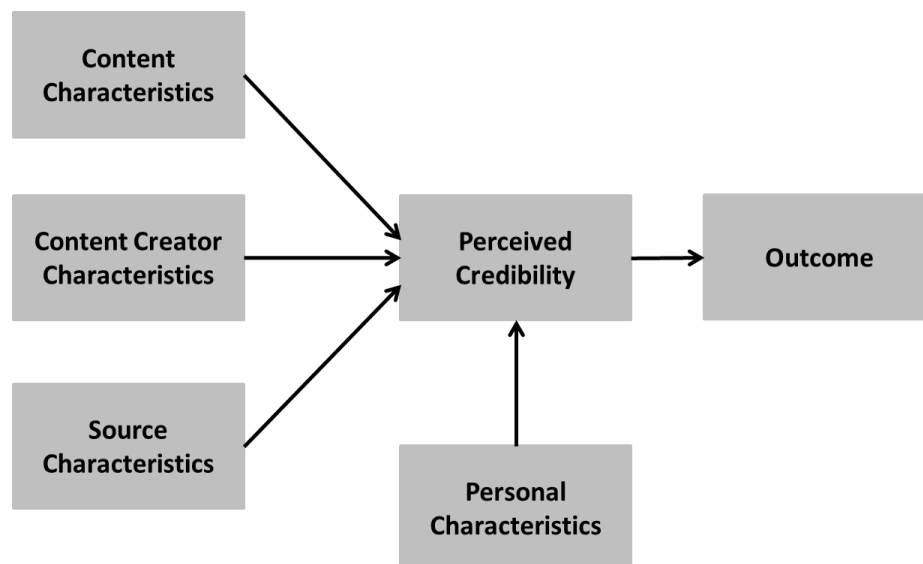 Content
Characteristics
Content Creator
Characteristics
Perceived
Credibility
Outcome
Source
Characteristics
Personal
Characteristics